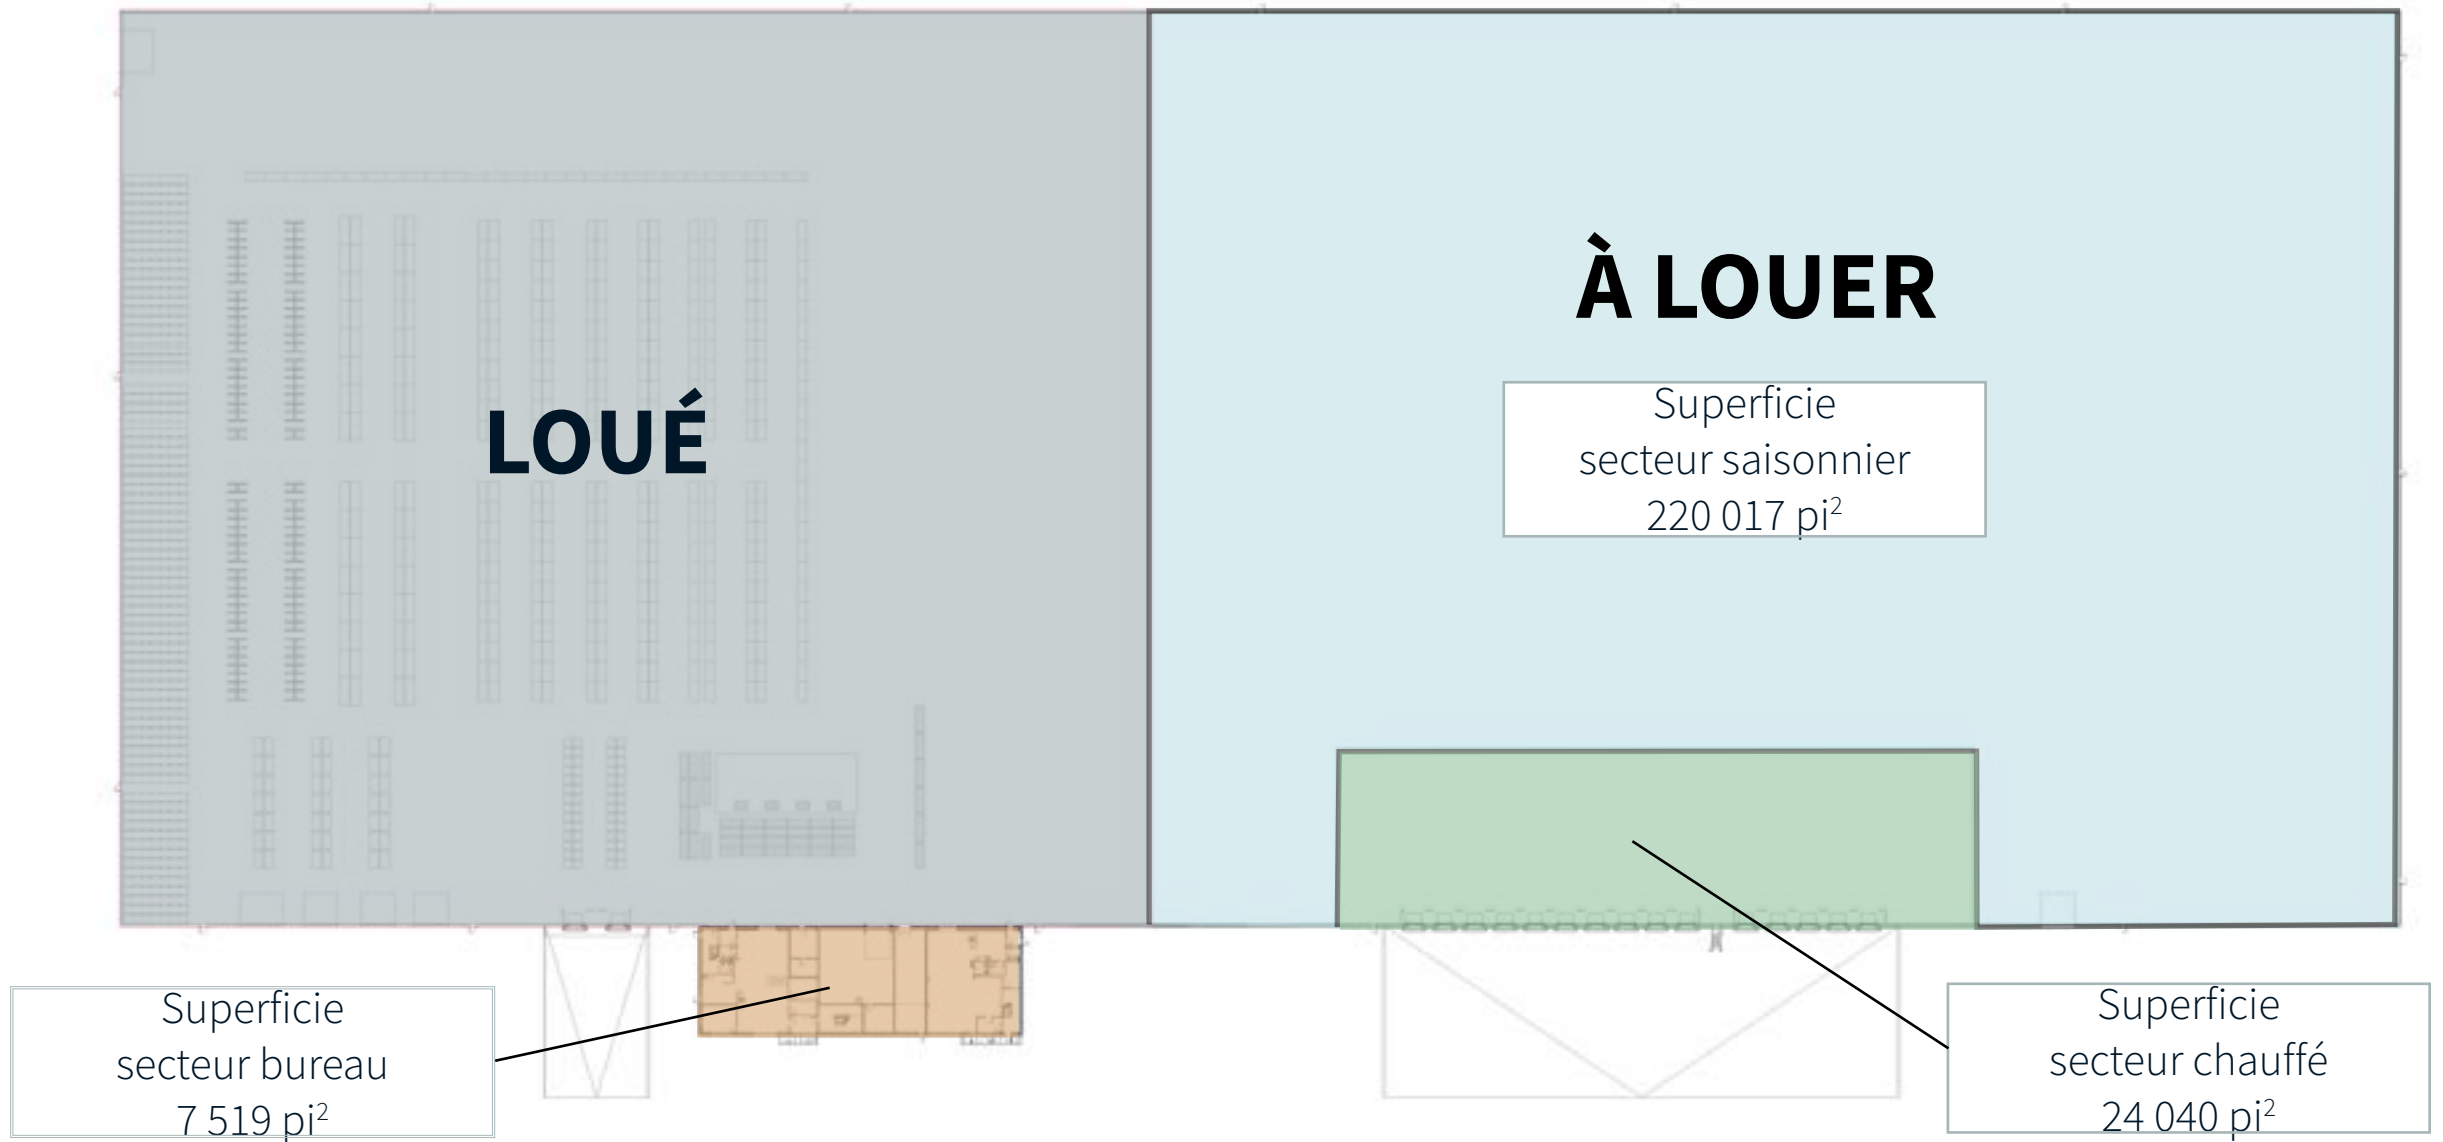 À LOUER
LOUÉ
Superficie
secteur saisonnier
220 017 pi²
Superficie
secteur bureau
7 519 pi²
Superficie
secteur chauffé
24 040 pi²